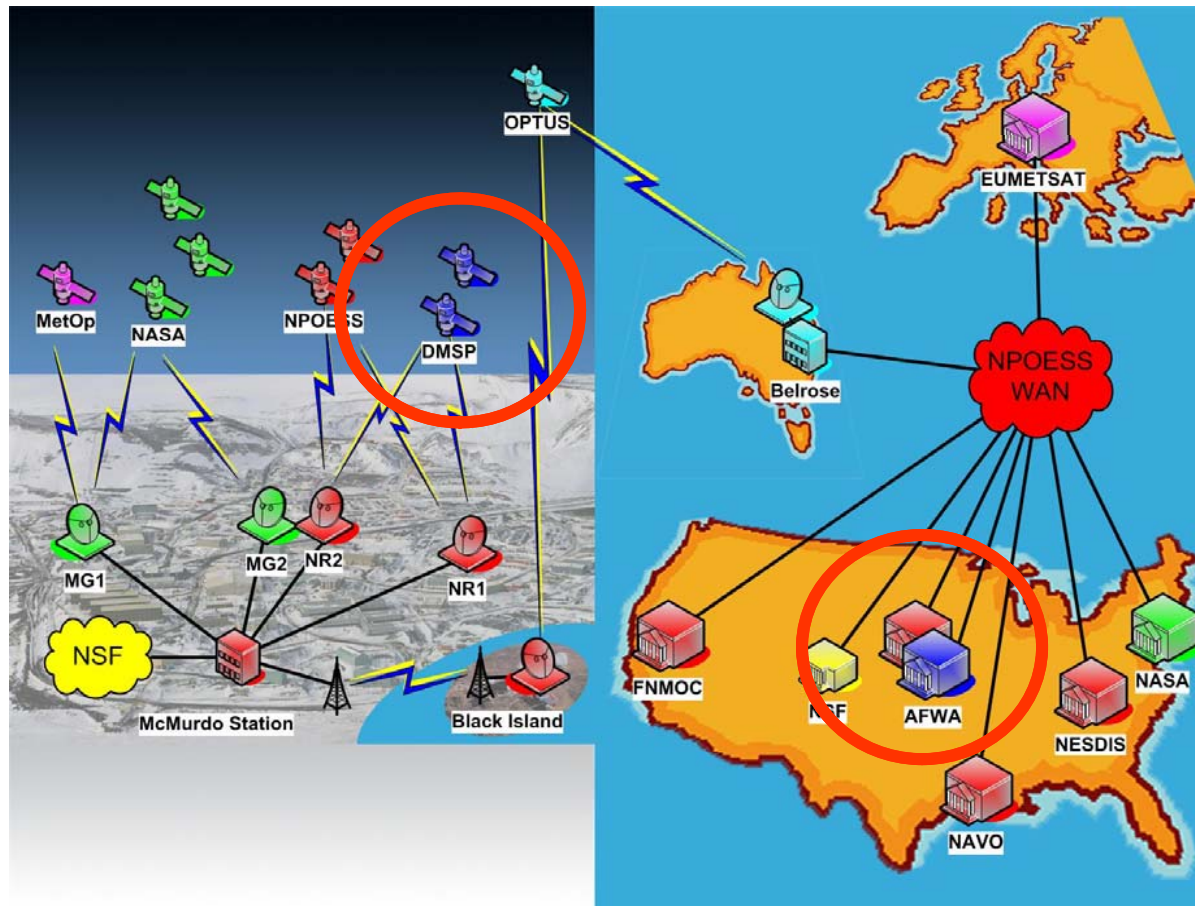 OPTUS
MetOp
NASA
NPOESS
DMSP
MG1
MG2
NR2
NR1
NSF
McMurdo Station
Black Island
EUMETSAT
Belrose
NPOESS
WAN
FNMOC
NSF
AFWA
NESDIS
NASA
NAVO